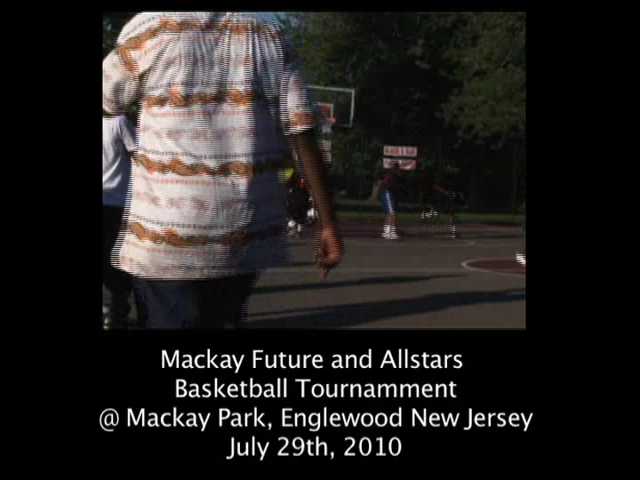 Mackay Future and Allstars
Basketball Tournamment
@ Mackay Park, Englewood New Jersey
July 29th, 2010